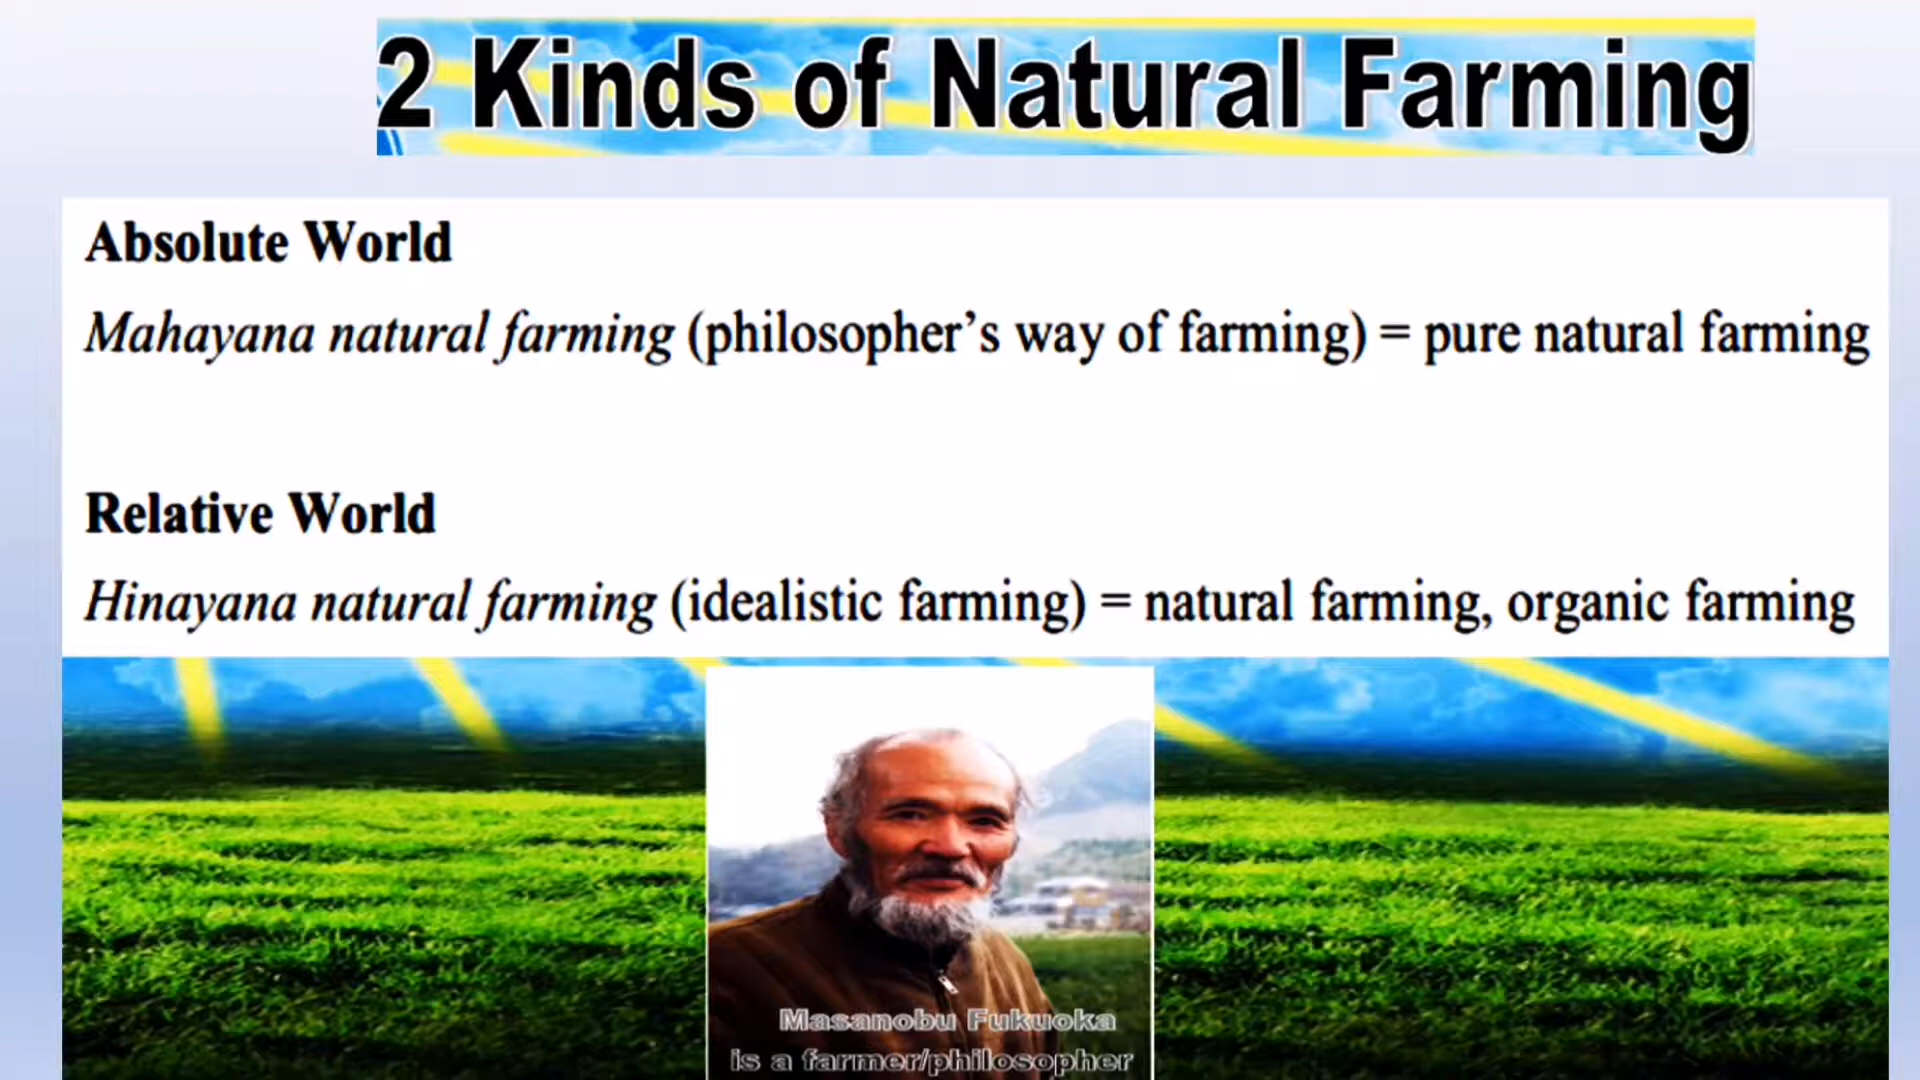 2 Kinds of Natural Farming
Absolute World
Mahayana natural farming (philosopher’s way of farming) = pure natural farming
Relative World
Hinayana natural farming (idealistic farming) = natural farming, organic farming
Masanobu Fukuoka
is a farmer/philosopher